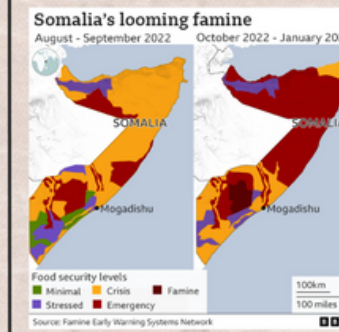 Somalia's looming famine
August - September 2022
October 2022 - January 20
SOMALIA
SOMALIA
Mogadishu
Mogadishu
Food security levels
Minimal Crisis Famine
Stressed Emergency
100km
100 miles
Source: Famine Early Warning Systems Network
B B